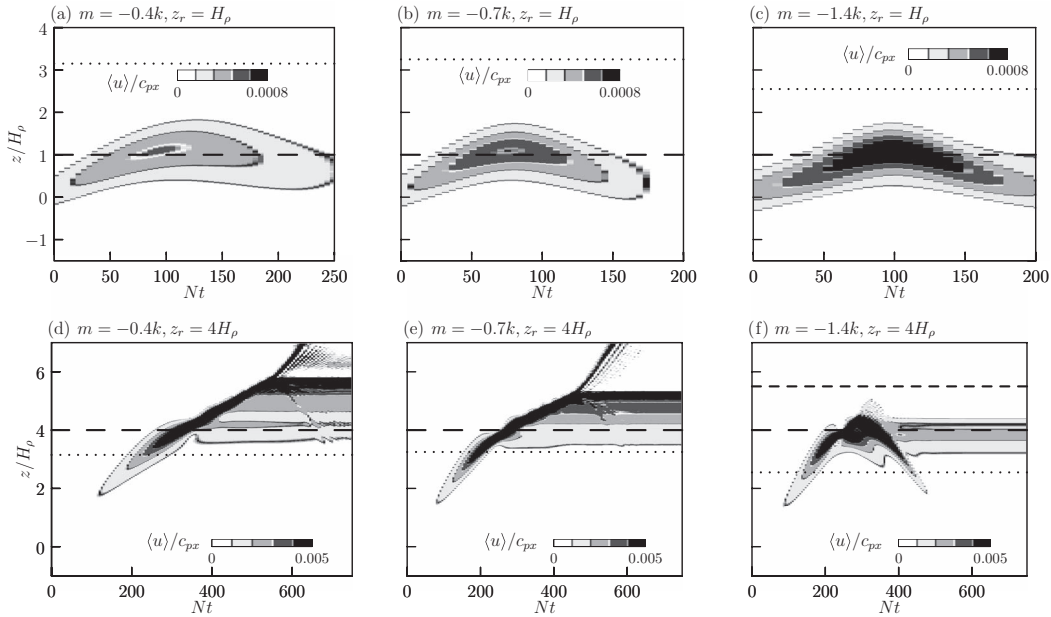 (a) m = −0.4k, z_r = H_ρ
(b) m = −0.7k, z_r = H_ρ
(c) m = −1.4k, z_r = H_ρ
4
3
2
1
0
−1
z/H_ρ
⟨u⟩/c_px
0 0.0008
⟨u⟩/c_px
0 0.0008
⟨u⟩/c_px
0 0.0008
0 50 100 150 200 250
Nt
0 50 100 150 200
Nt
0 50 100 150 200
Nt
(d) m = −0.4k, z_r = 4H_ρ
(e) m = −0.7k, z_r = 4H_ρ
(f) m = −1.4k, z_r = 4H_ρ
6
4
2
0
z/H_ρ
⟨u⟩/c_px
0 0.005
⟨u⟩/c_px
0 0.005
⟨u⟩/c_px
0 0.005
0 200 400 600
Nt
0 200 400 600
Nt
0 200 400 600
Nt